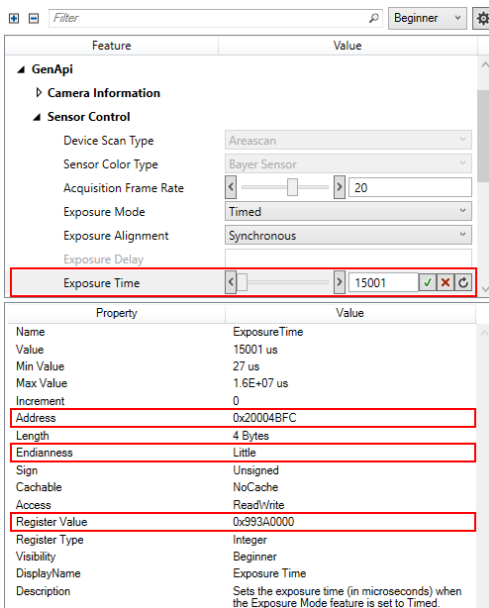 Filter Beginner
Feature Value
GenApi
Camera Information
Sensor Control
Device Scan Type Areascan
Sensor Color Type Bayer Sensor
Acquisition Frame Rate 20
Exposure Mode Timed
Exposure Alignment Synchronous
Exposure Delay
Exposure Time 15001
Property Value
Name ExposureTime
Value 15001 us
Min Value 27 us
Max Value 1.6E+07 us
Increment 0
Address 0x20004BFC
Length 4 Bytes
Endianness Little
Sign Unsigned
Cachable NoCache
Access ReadWrite
Register Value 0x993A0000
Register Type Integer
Visibility Beginner
DisplayName Exposure Time
Description Sets the exposure time (in microseconds) when
the Exposure Mode feature is set to Timed.